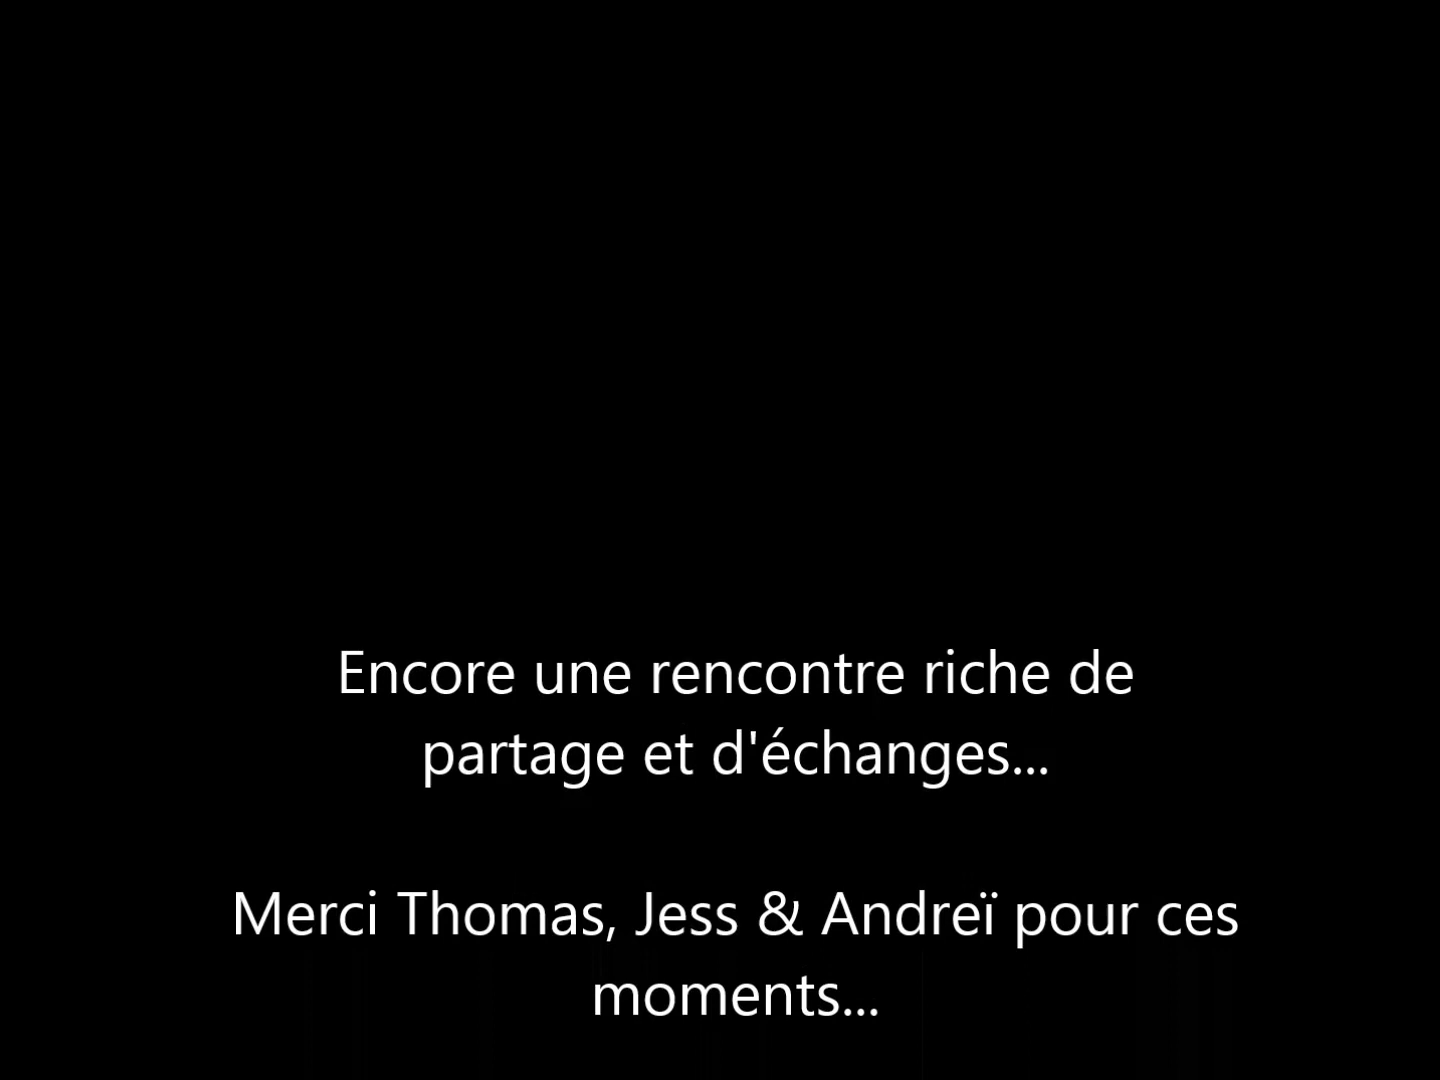 Encore une rencontre riche de
partage et d'échanges...
Merci Thomas, Jess & Andreï pour ces
moments...